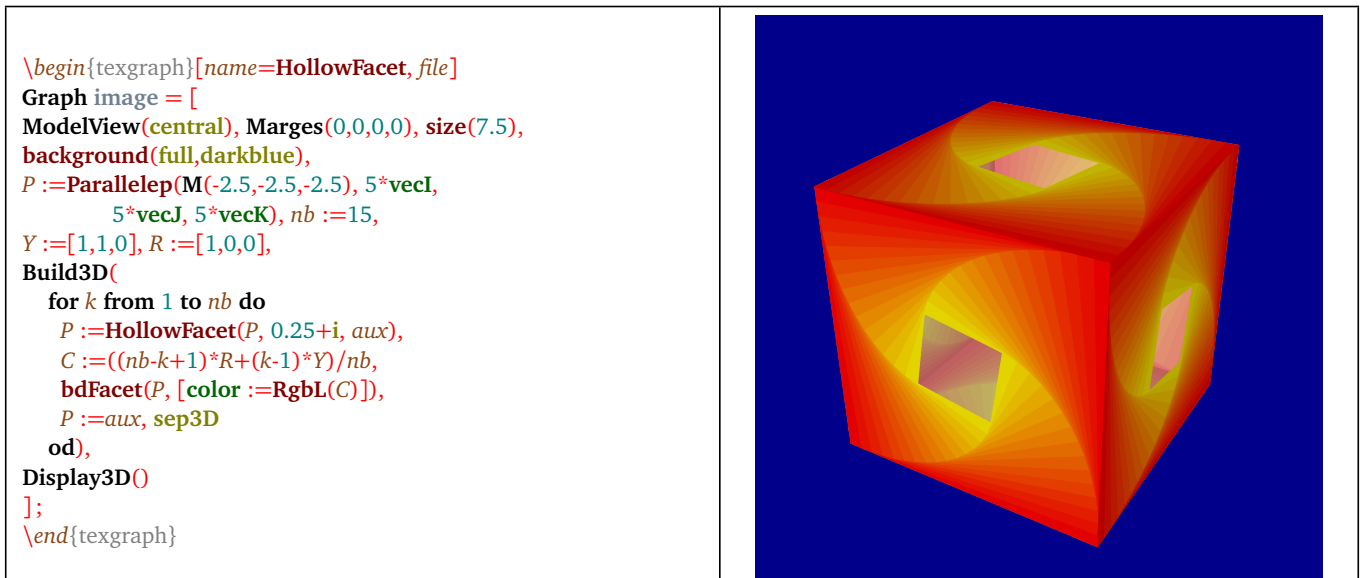 \begin{texgraph}[name=HollowFacet, file]
Graph image = [
ModelView(central), Marges(0,0,0,0), size(7.5),
background(full,darkblue),
P :=Parallelep(M(-2.5,-2.5,-2.5), 5*vecI,
5*vecJ, 5*vecK), nb :=15,
Y :=[1,1,0], R :=[1,0,0],
Build3D(
for k from 1 to nb do
P :=HollowFacet(P, 0.25+i, aux),
C :=((nb-k+1)*R+(k-1)*Y)/nb,
bdFacet(P, [color :=RgbL(C)]),
P :=aux, sep3D
od),
Display3D()
];
\end{texgraph}